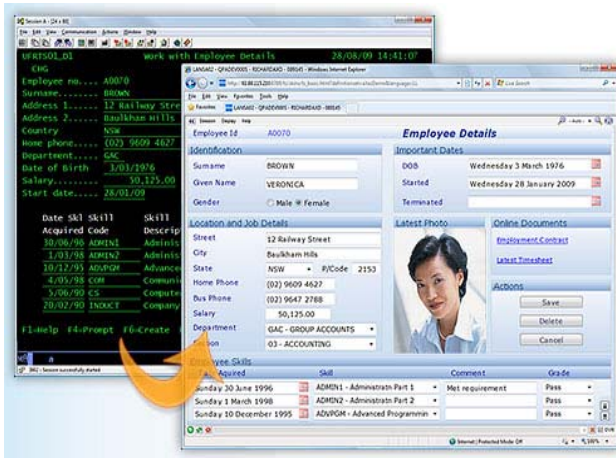 Session A - [24 x 80]
File Edit View Communication Actions Window Help
UFRTS01_D1 Work with Employee Details 28/08/09 14:41:07
CHG
Employee no.... A0070
Surname........ BROWN
Address 1...... 12 Railway Stre
Address 2...... Baulkham Hills
Country NSW
Home phone..... (02) 9609 4627
Department..... GAC
Date of Birth 3/03/1976
Salary......... 50,125.00
Start date..... 28/01/09
Date Skl Skill Skill
Acquired Code Descrip
30/06/96 ADMIN1 Adminis
1/03/98 ADMIN2 Adminis
10/12/95 ADVPGM Advance
4/05/98 COM Communi
5/06/90 CS Compute
20/02/90 INDUCT Company
F1=Help F4=Prompt F6=Create
a
Session successfully started
Windows Internet Explorer
File Edit View Favorites Tools Help
Favorites
Session Display Help
Employee Id A0070 Employee Details
Identification
Surname BROWN
Given Name VERONICA
Gender Male Female
Important Dates
DOB Wednesday 3 March 1976
Started Wednesday 28 January 2009
Terminated
Location and Job Details
Street 12 Railway Street
City Baulkham Hills
State NSW P/Code 2153
Home Phone (02) 9609 4627
Bus Phone (02) 9647 2788
Salary 50,125.00
Department GAC - GROUP ACCOUNTS
03 - ACCOUNTING
Latest Photo
Online Documents
Employment Contract
Latest Timesheet
Actions
Save
Delete
Cancel
Employee Skills
Skill Comment Grade
Sunday 30 June 1996 ADMIN1 - Administratn Part 1 Met requirement Pass
Sunday 1 March 1998 ADMIN2 - Administratn Part 2 Pass
Sunday 10 December 1995 ADVPGM - Advanced Programmin Pass
Internet | Protected Mode: Off